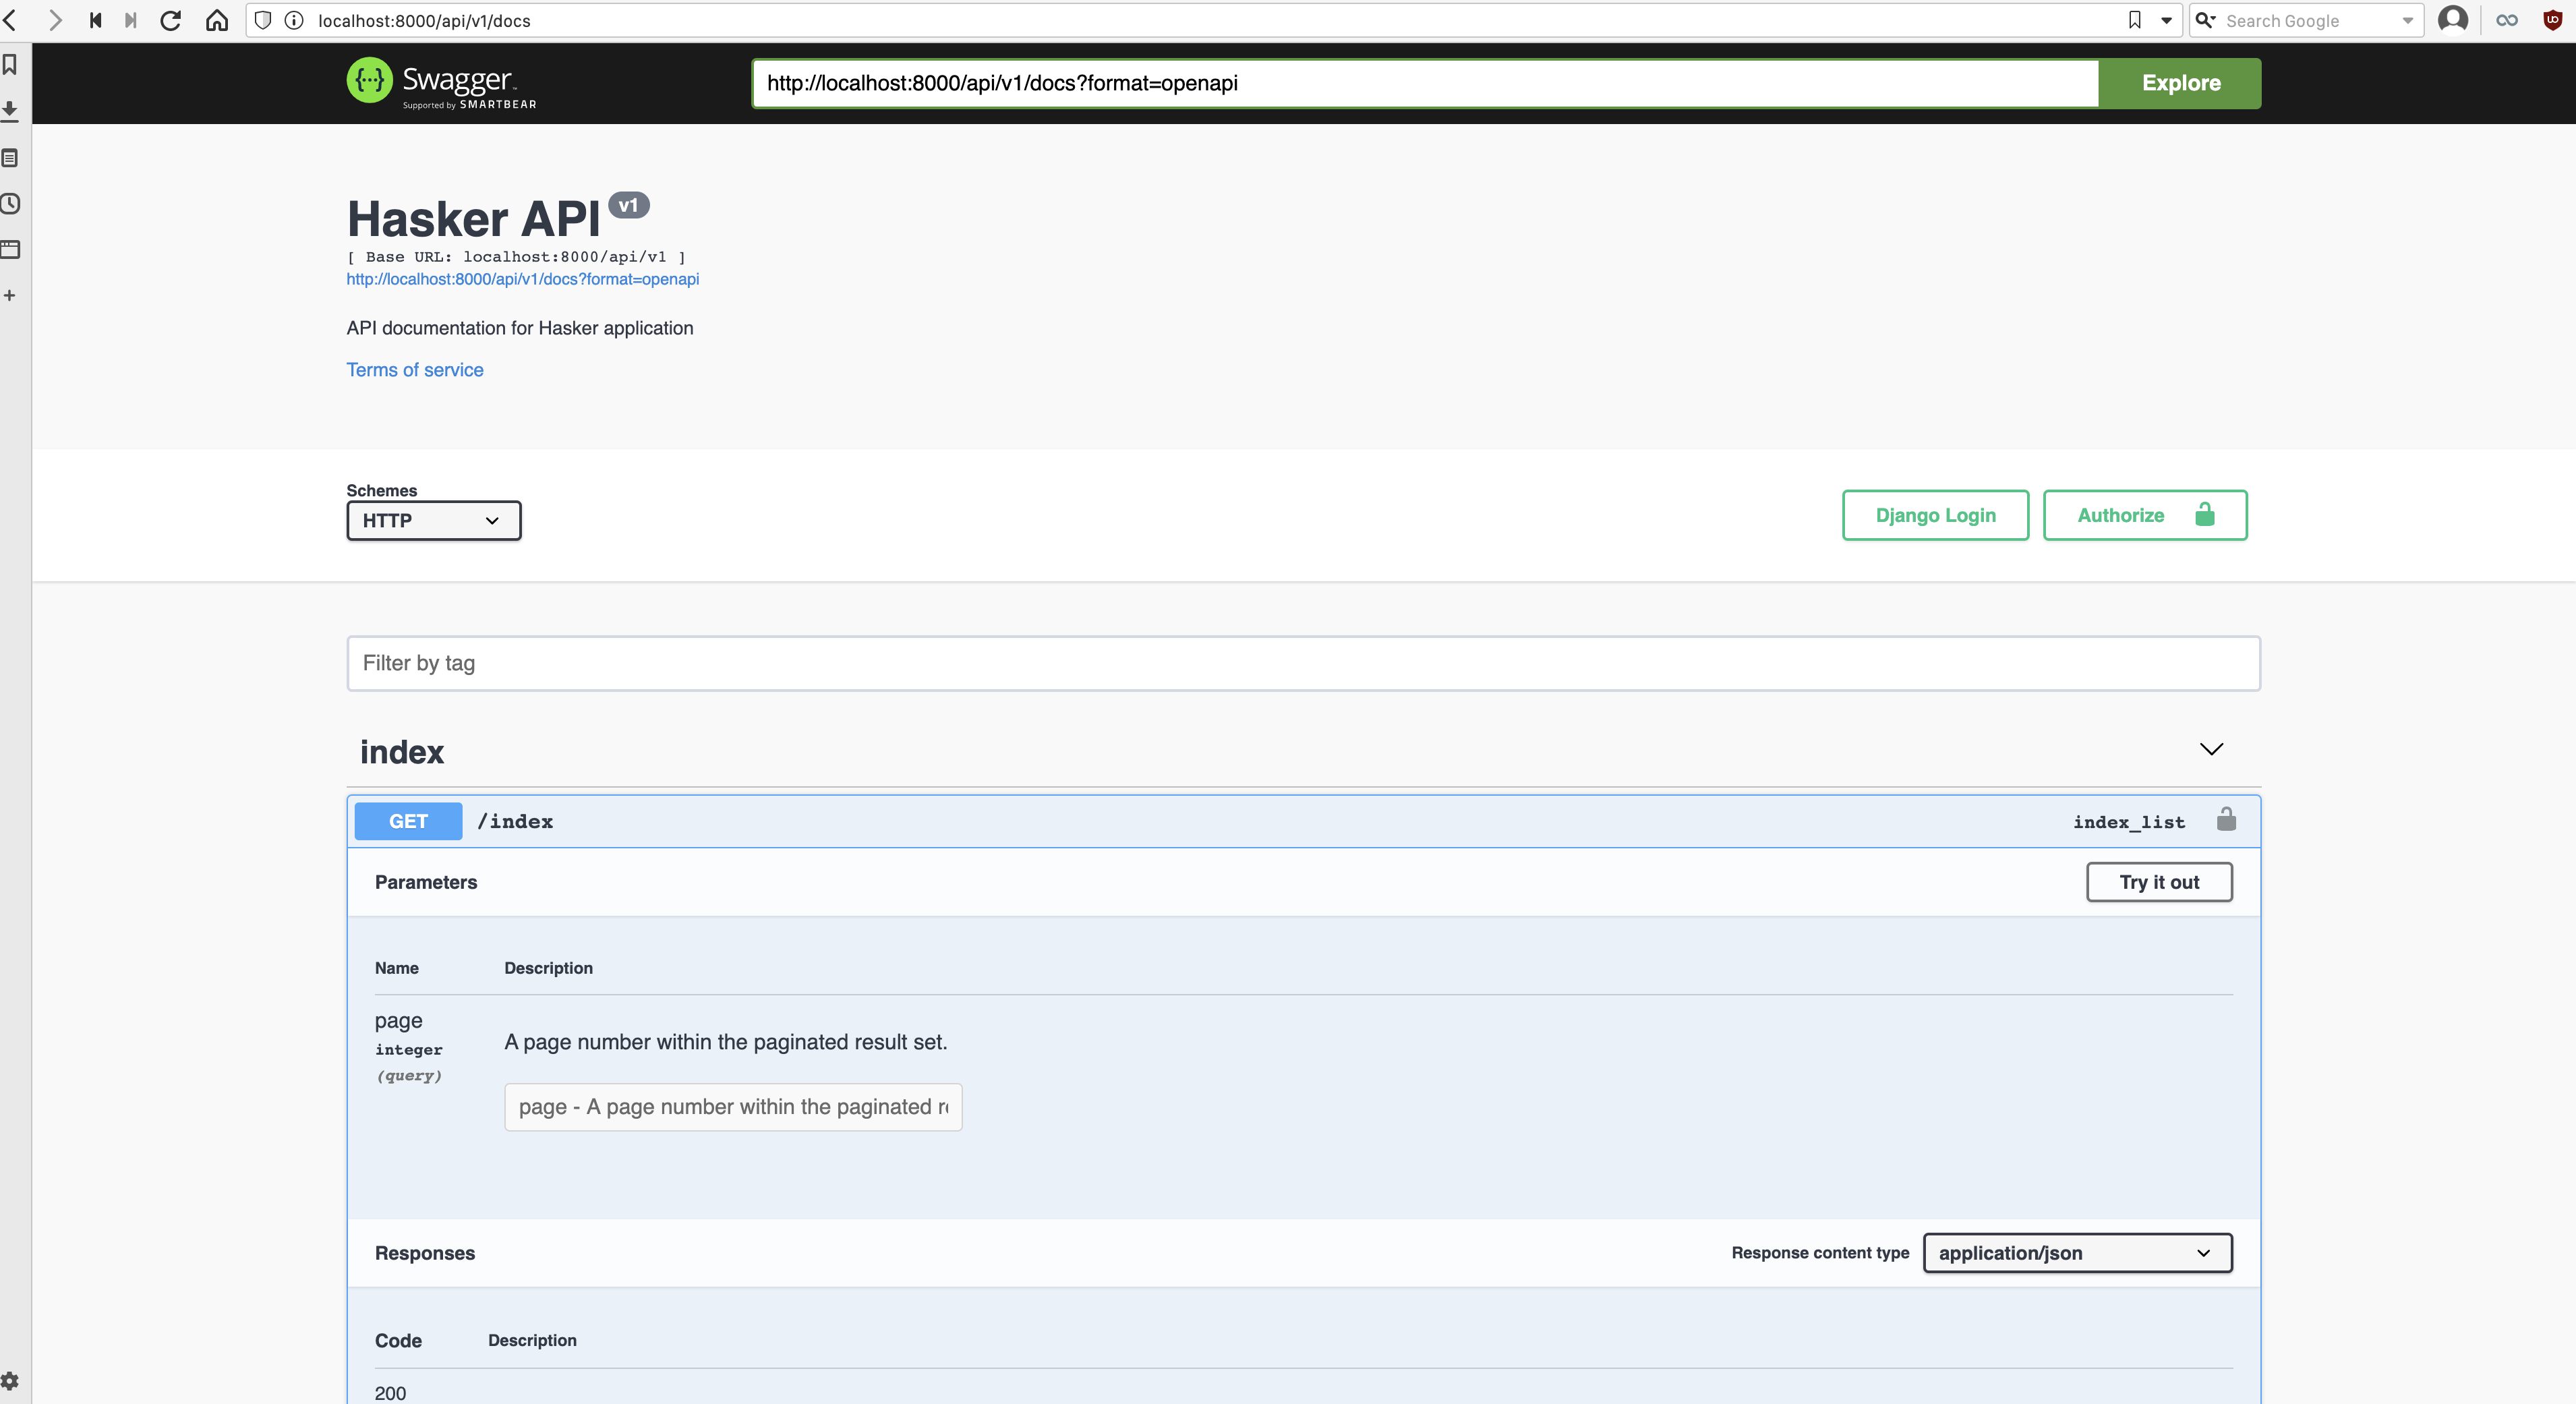 localhost:8000/api/v1/docs
Search Google
Swagger
Supported by SMARTBEAR
http://localhost:8000/api/v1/docs?format=openapi
Explore
Hasker API v1
[ Base URL: localhost:8000/api/v1 ]
http://localhost:8000/api/v1/docs?format=openapi
API documentation for Hasker application
Terms of service
Schemes
HTTP
Django Login
Authorize
Filter by tag
index
GET /index index_list
Parameters
Try it out
Name Description
page
integer
(query)
A page number within the paginated result set.
page - A page number within the paginated
Responses
Response content type
application/json
Code Description
200